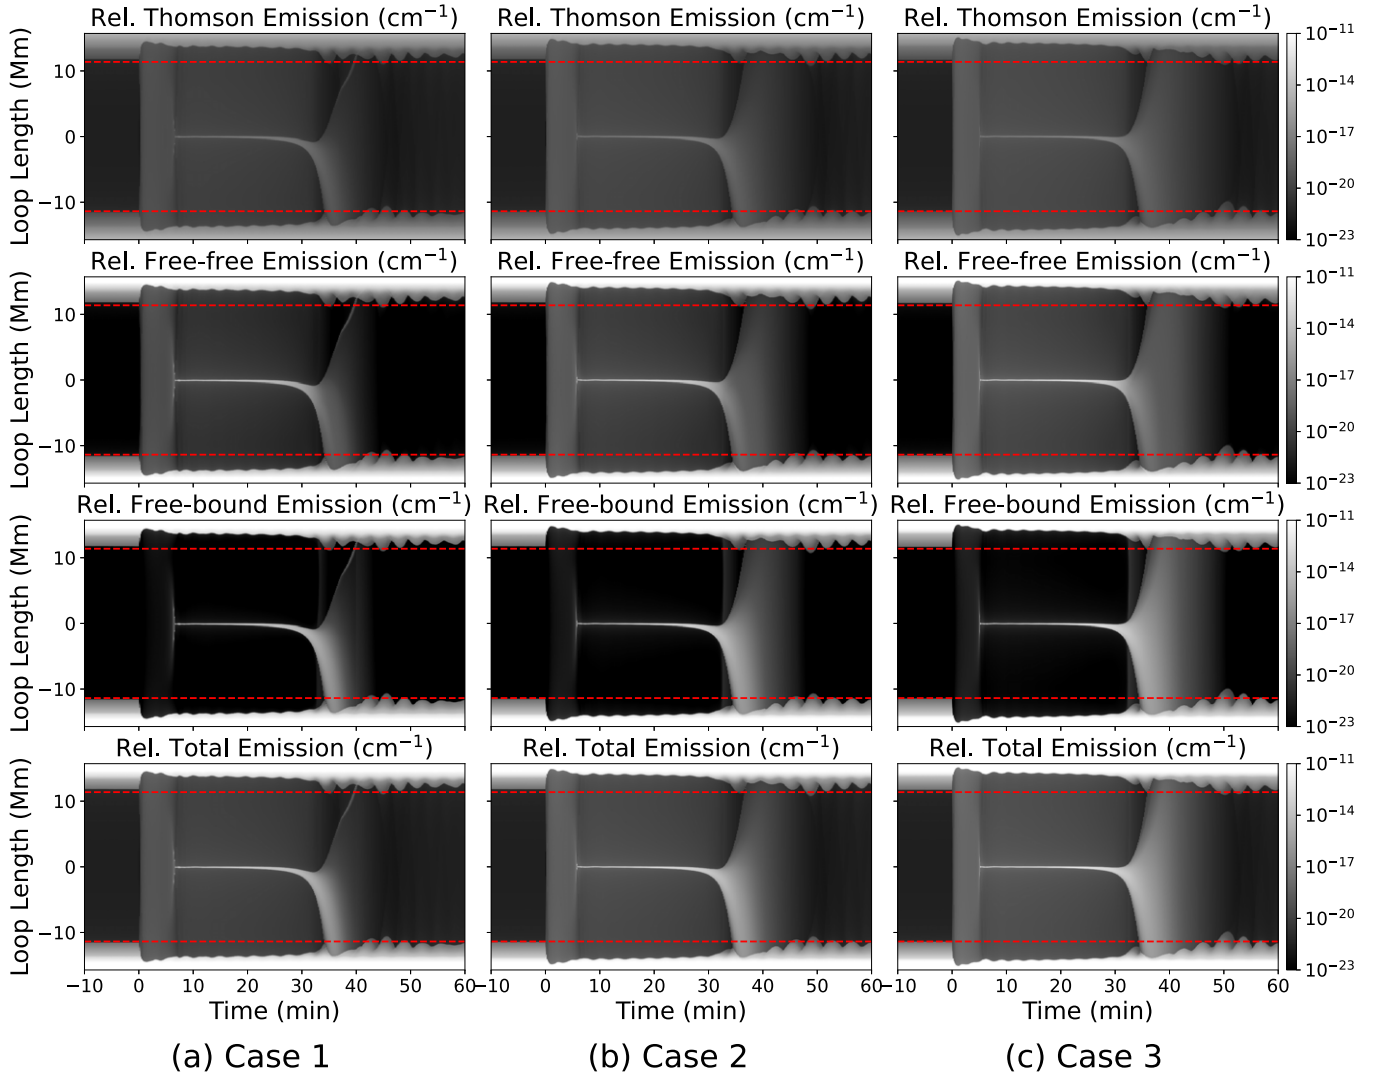 Rel. Thomson Emission (cm⁻¹) Rel. Thomson Emission (cm⁻¹) Rel. Thomson Emission (cm⁻¹)
Loop Length (Mm)
10
0
−10
10⁻¹¹
10⁻¹⁴
10⁻¹⁷
10⁻²⁰
10⁻²³
Rel. Free-free Emission (cm⁻¹) Rel. Free-free Emission (cm⁻¹) Rel. Free-free Emission (cm⁻¹)
Loop Length (Mm)
10
0
−10
10⁻¹¹
10⁻¹⁴
10⁻¹⁷
10⁻²⁰
10⁻²³
Rel. Free-bound Emission (cm⁻¹) Rel. Free-bound Emission (cm⁻¹) Rel. Free-bound Emission (cm⁻¹)
Loop Length (Mm)
10
0
−10
10⁻¹¹
10⁻¹⁴
10⁻¹⁷
10⁻²⁰
10⁻²³
Rel. Total Emission (cm⁻¹) Rel. Total Emission (cm⁻¹) Rel. Total Emission (cm⁻¹)
Loop Length (Mm)
10
0
−10
10⁻¹¹
10⁻¹⁴
10⁻¹⁷
10⁻²⁰
10⁻²³
−10 0 10 20 30 40 50 60 −10 0 10 20 30 40 50 60 −10 0 10 20 30 40 50 60
Time (min) Time (min) Time (min)
(a) Case 1 (b) Case 2 (c) Case 3